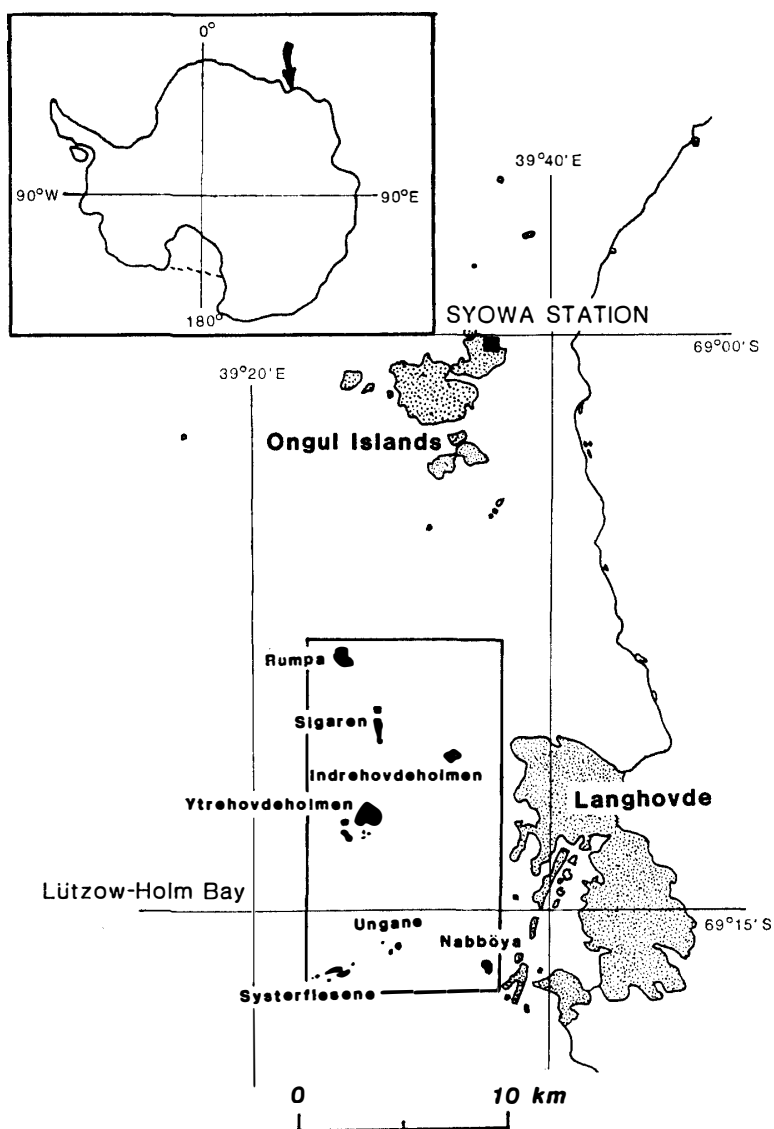 0°
90°W
90°E
180°
39°40'E
SYOWA STATION
69°00'S
39°20'E
Ongul Islands
Rumpa
Sigaren
Indrehovdeholmen
Ytrehovdeholmen
Langhovde
Lützow-Holm Bay
69°15'S
Ungane
Nabböya
Systerflesene
0
10 km